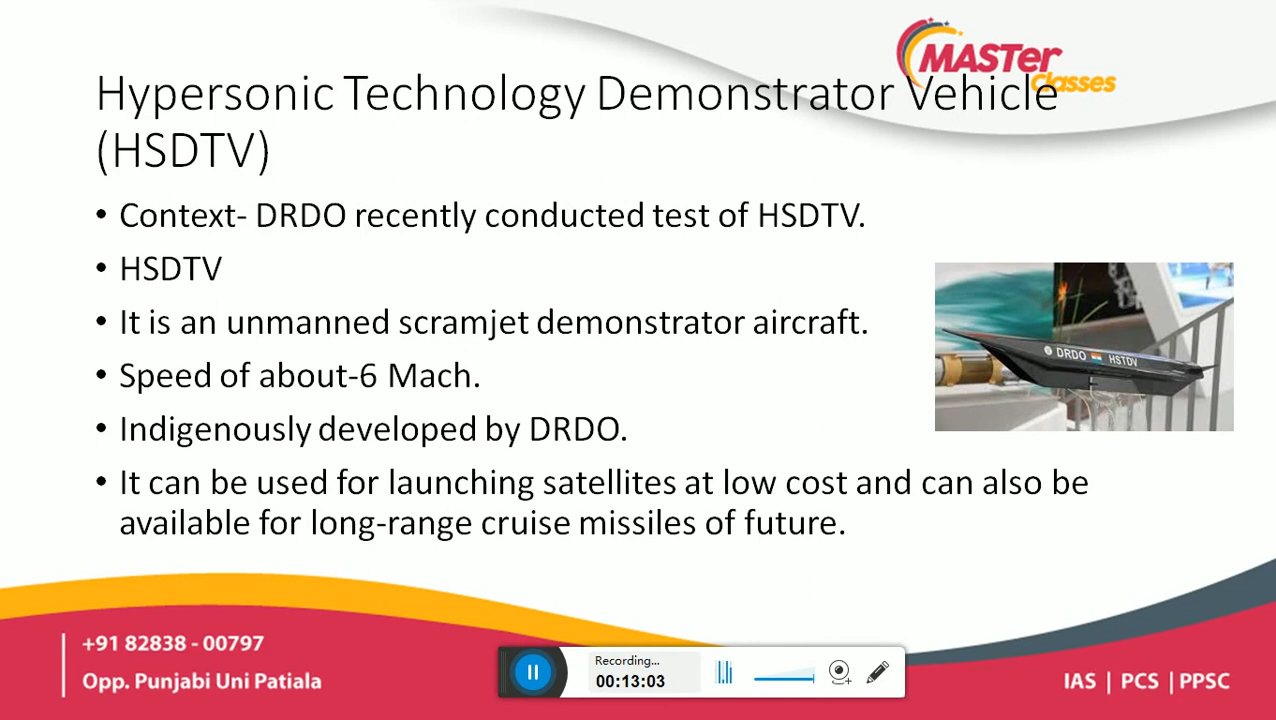 MASTer
Classes
Hypersonic Technology Demonstrator Vehicle
(HSDTV)
• Context- DRDO recently conducted test of HSDTV.
• HSDTV
• It is an unmanned scramjet demonstrator aircraft.
• Speed of about-6 Mach.
• Indigenously developed by DRDO.
• It can be used for launching satellites at low cost and can also be
available for long-range cruise missiles of future.
DRDO HSTDV
+91 82838 - 00797
Opp. Punjabi Uni Patiala
Recording...
00:13:03
IAS | PCS | PPSC